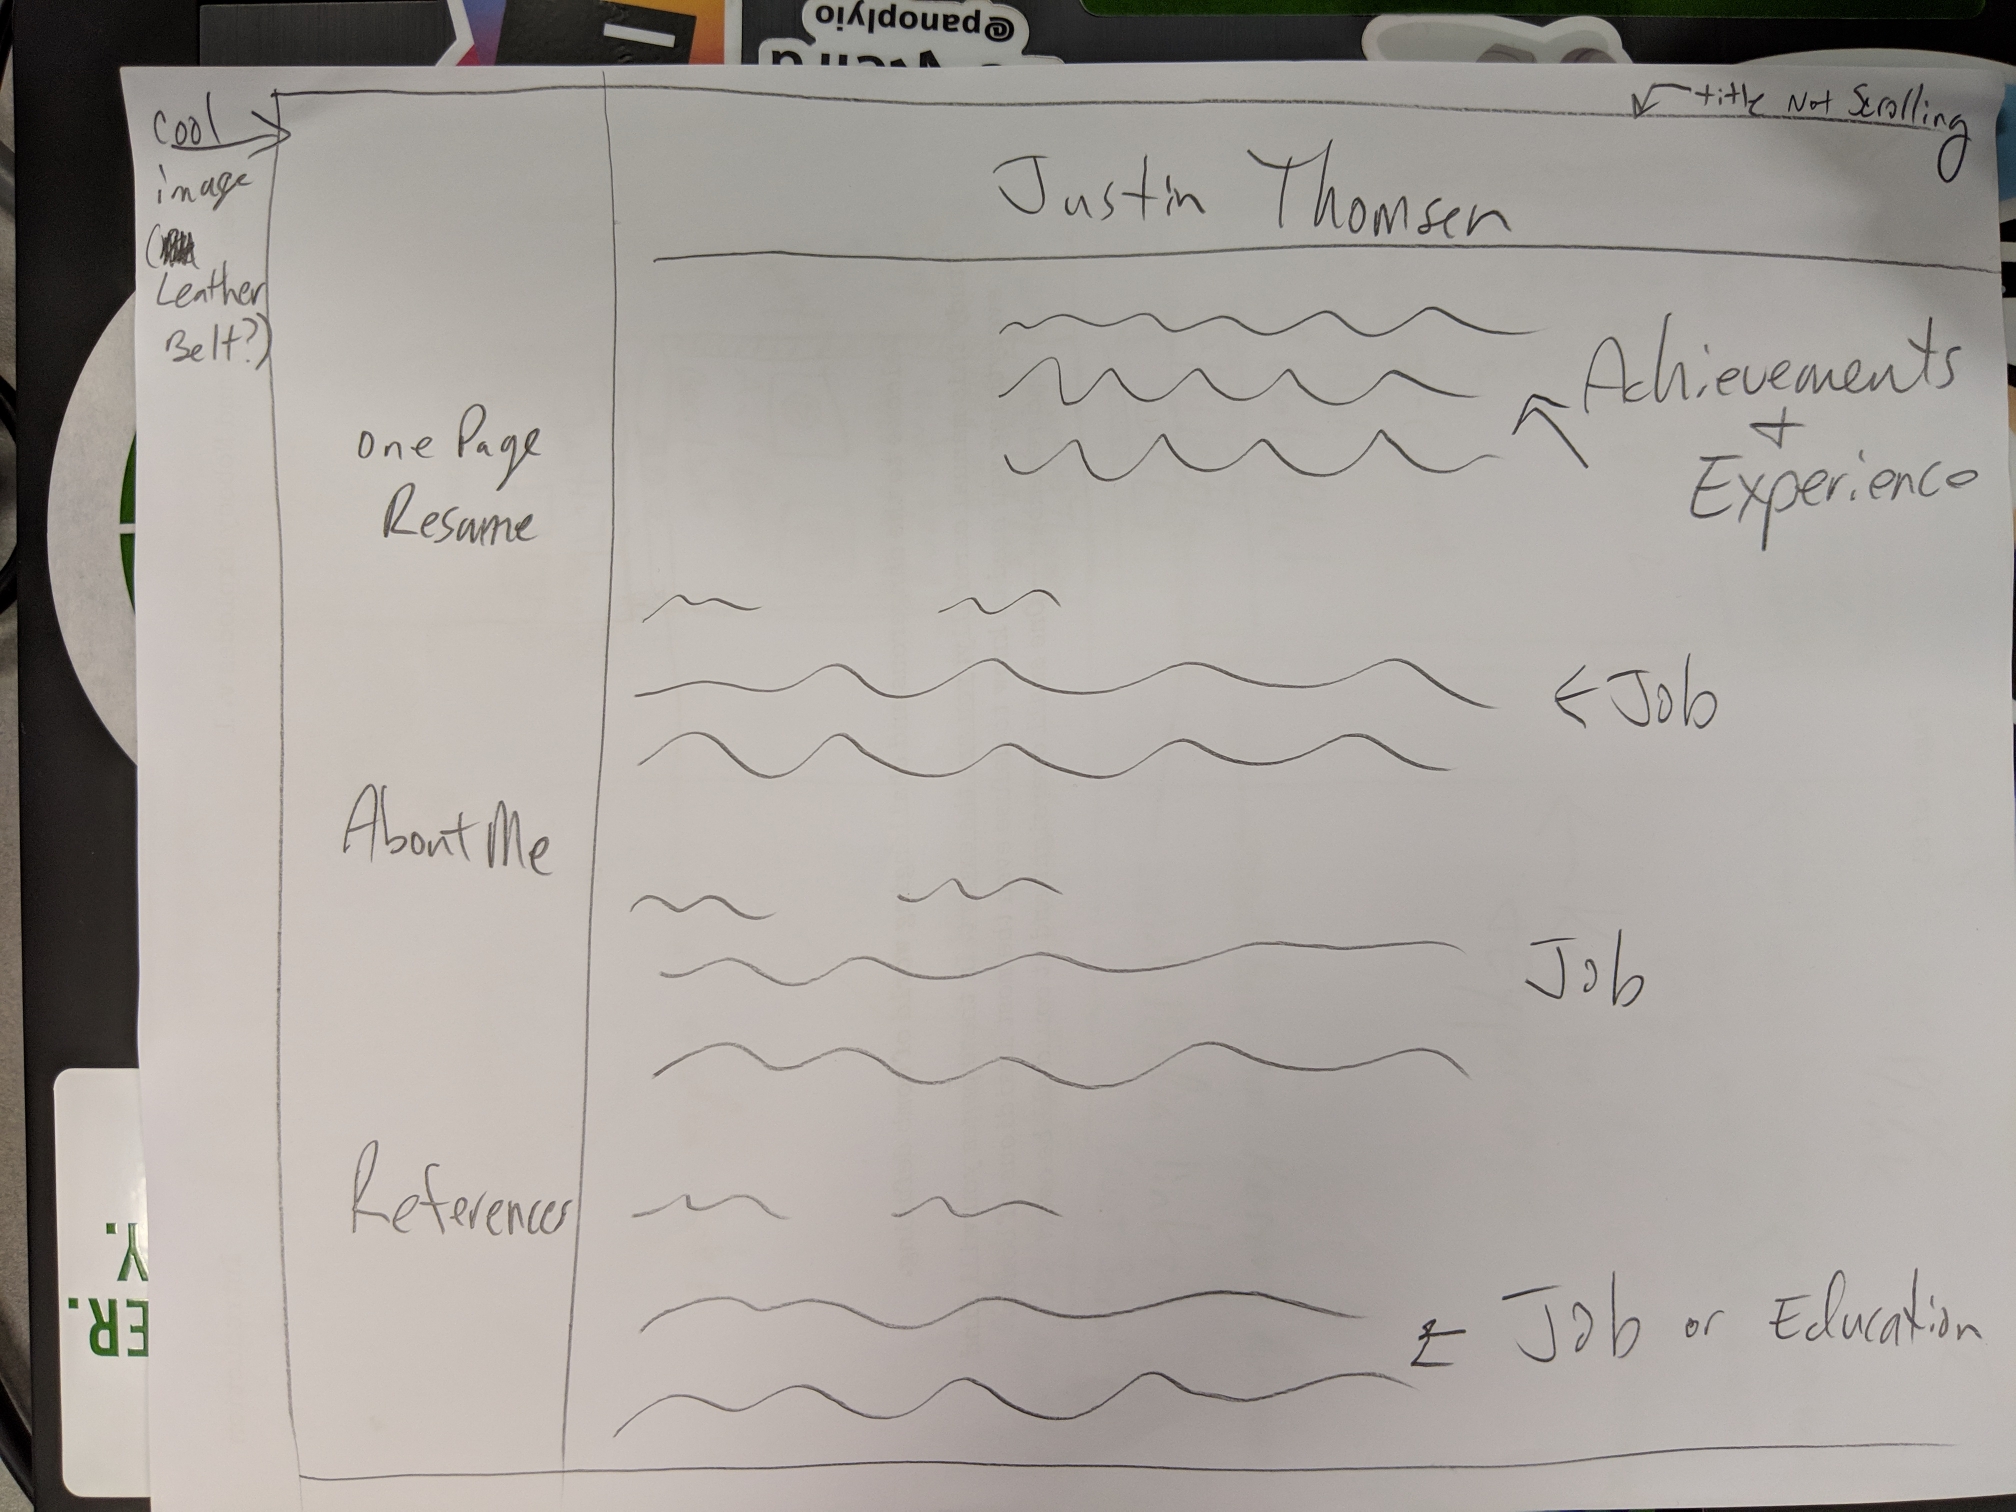 Cool
image
Leather
Belt?)
← title not scrolling
Justin Thomsen
one Page
Resume
About Me
References
Achievements
+
Experience
← Job
Job
← Job or Education
ER.
Y.
@panoplyio